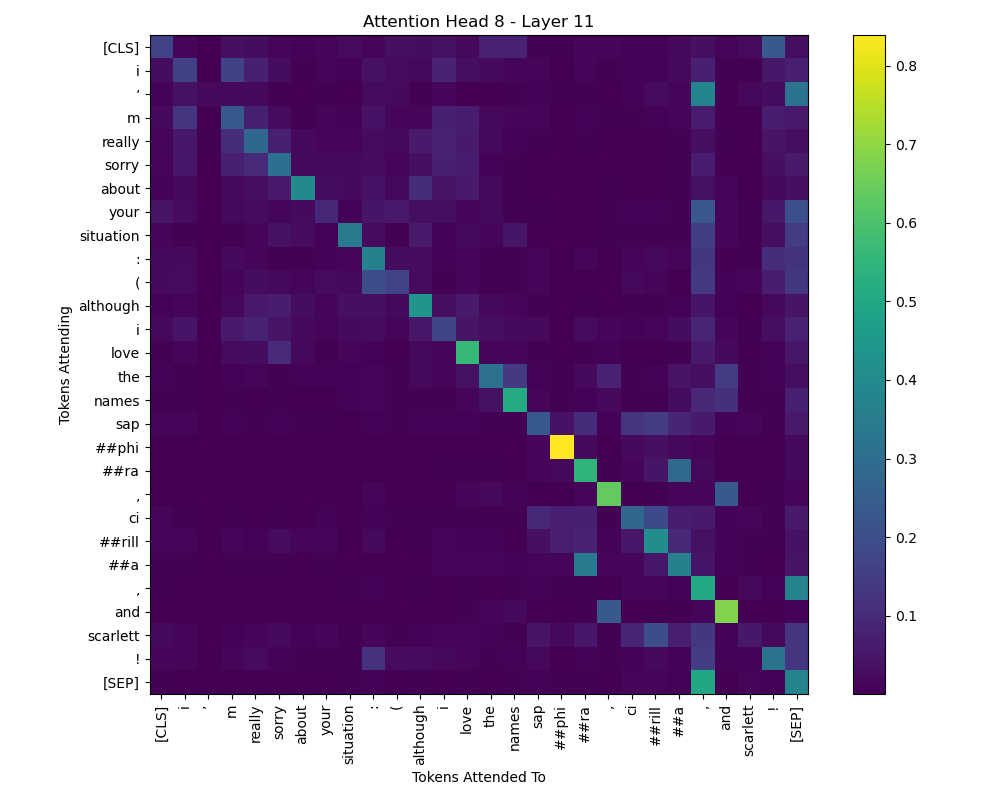 Attention Head 8 - Layer 11
[CLS]
i
’
m
really
sorry
about
your
situation
:
(
although
i
love
the
names
sap
##phi
##ra
,
ci
##rill
##a
,
and
scarlett
!
[SEP]
Tokens Attending
[CLS]
i
’
m
really
sorry
about
your
situation
:
(
although
i
love
the
names
sap
##phi
##ra
,
ci
##rill
##a
,
and
scarlett
!
[SEP]
Tokens Attended To
0.8
0.7
0.6
0.5
0.4
0.3
0.2
0.1